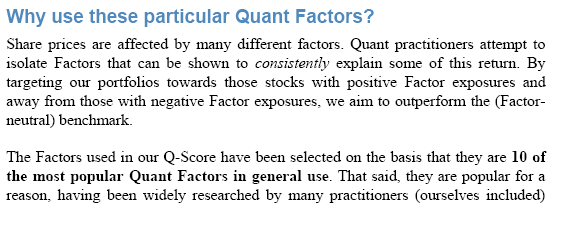 Why use these particular Quant Factors?
Share prices are affected by many different factors. Quant practitioners attempt to
isolate Factors that can be shown to consistently explain some of this return. By
targeting our portfolios towards those stocks with positive Factor exposures and
away from those with negative Factor exposures, we aim to outperform the (Factor-
neutral) benchmark.
The Factors used in our Q-Score have been selected on the basis that they are 10 of
the most popular Quant Factors in general use. That said, they are popular for a
reason, having been widely researched by many practitioners (ourselves included)